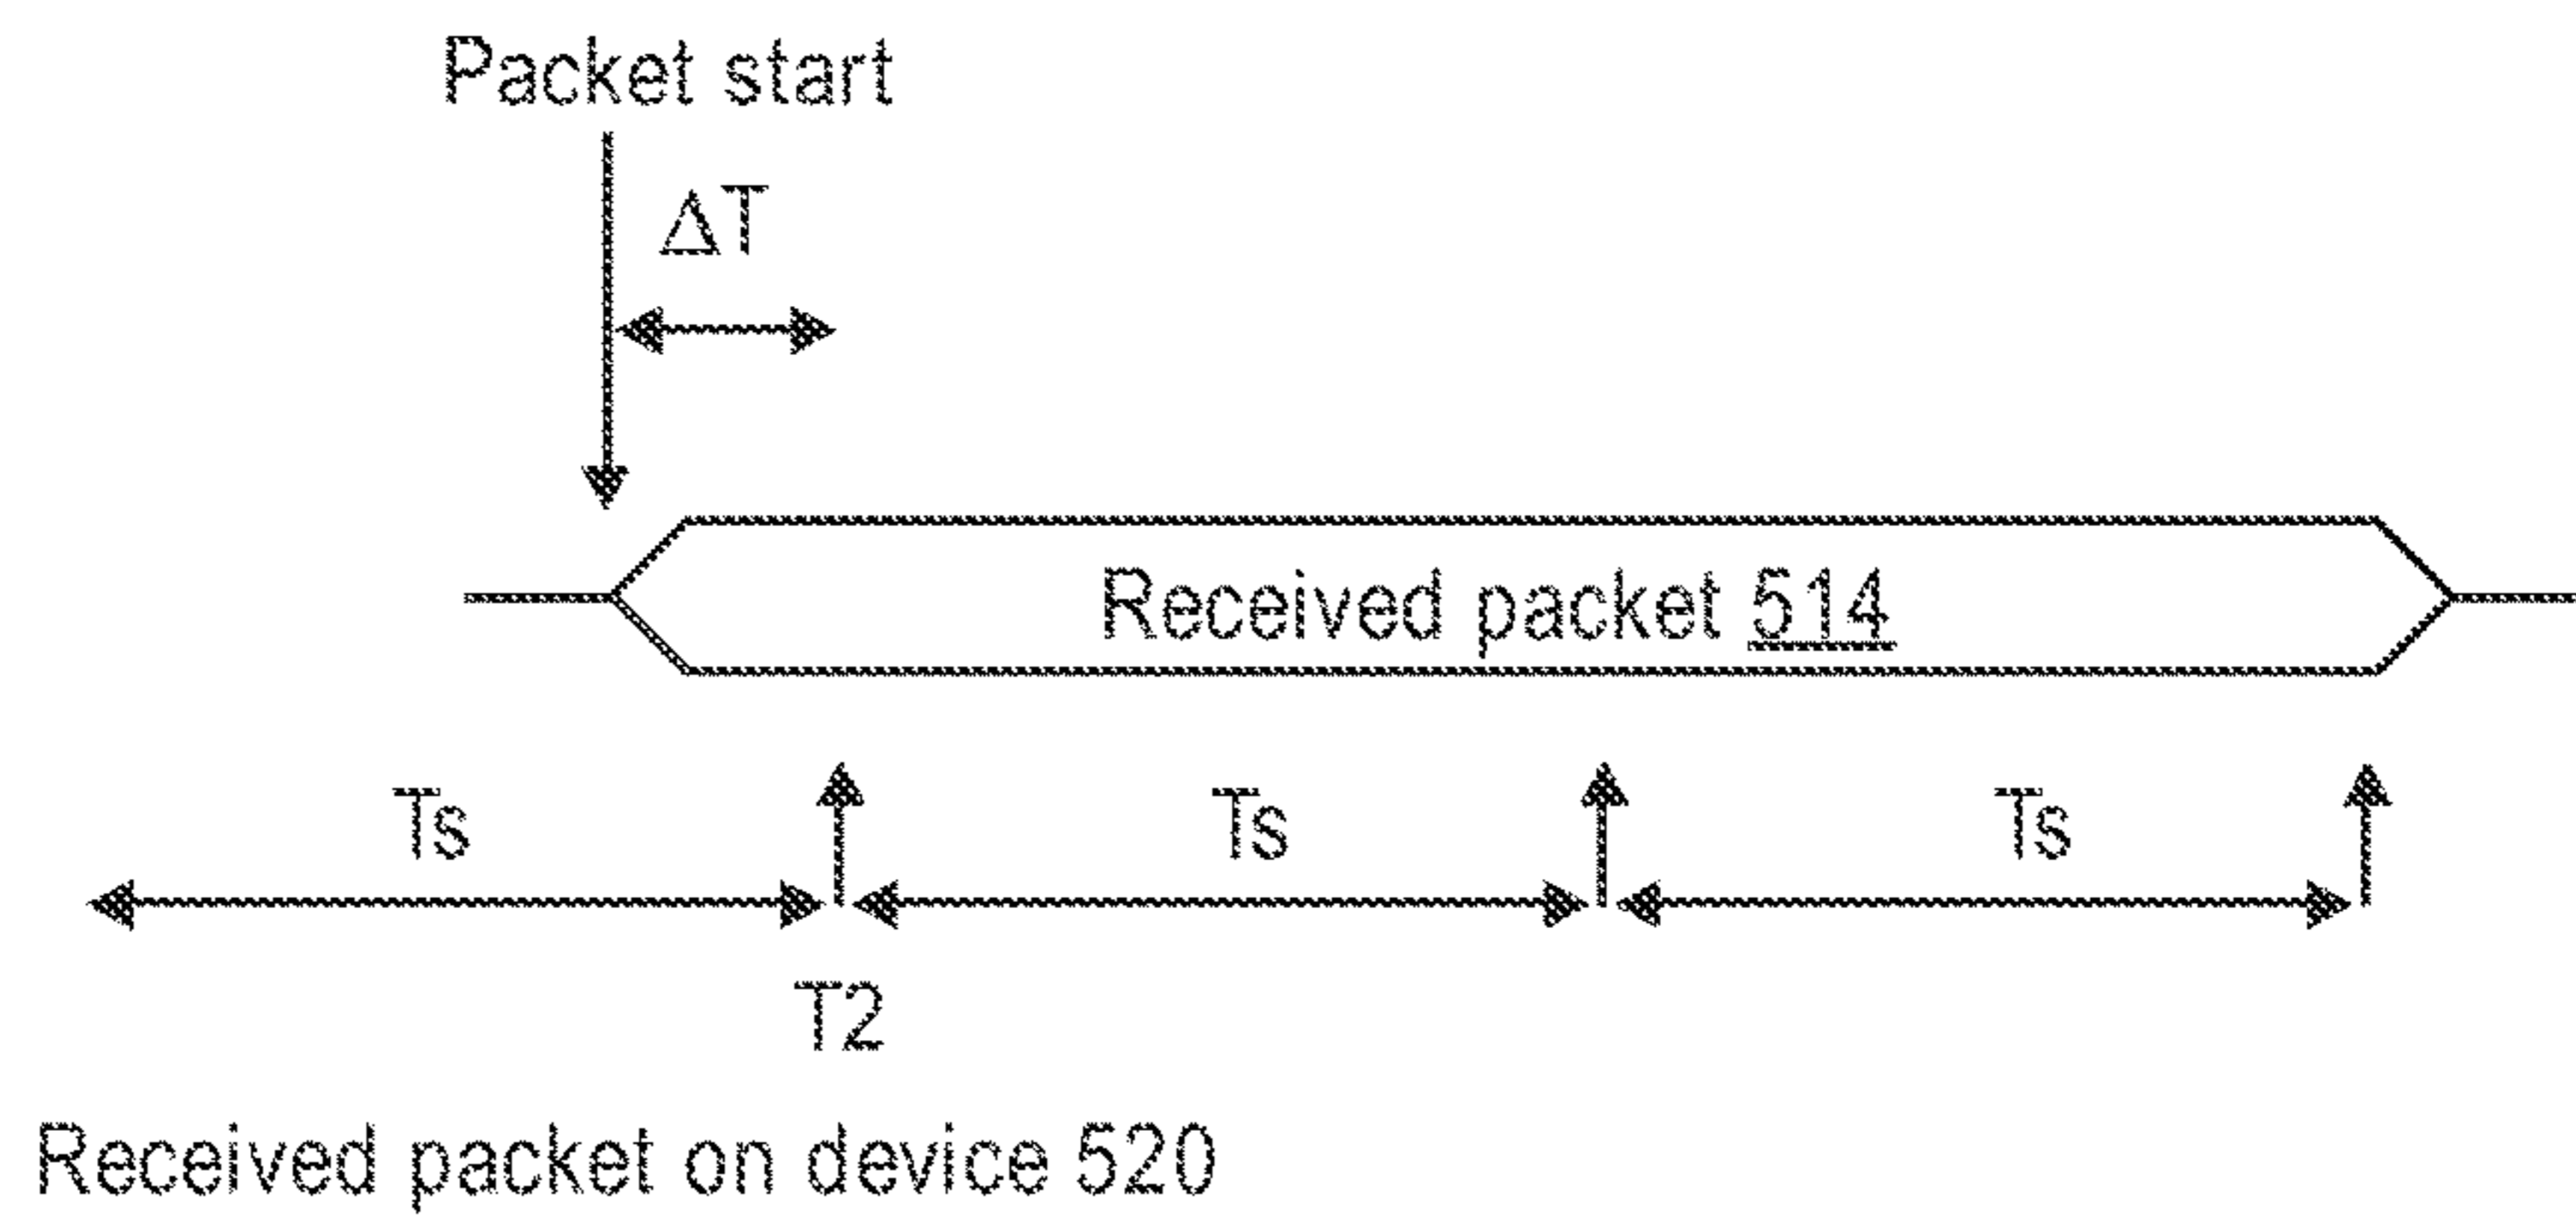 Packet start
ΔT
Received packet 514
Ts Ts Ts
T2
Received packet on device 520